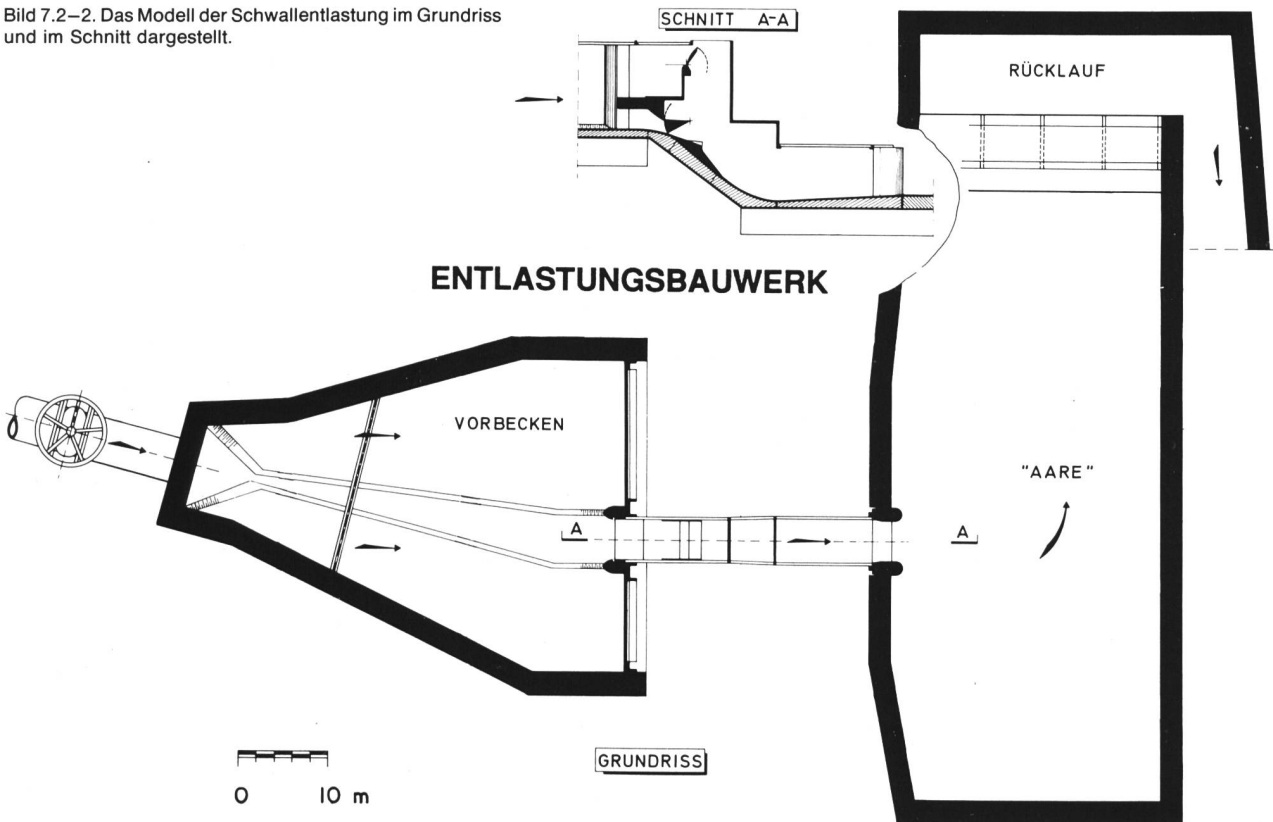 Bild 7.2–2. Das Modell der Schwallentlastung im Grundriss
und im Schnitt dargestellt.
SCHNITT A-A
RÜCKLAUF
ENTLASTUNGSBAUWERK
VORBECKEN
"AARE"
A
A
GRUNDRISS
0 10 m